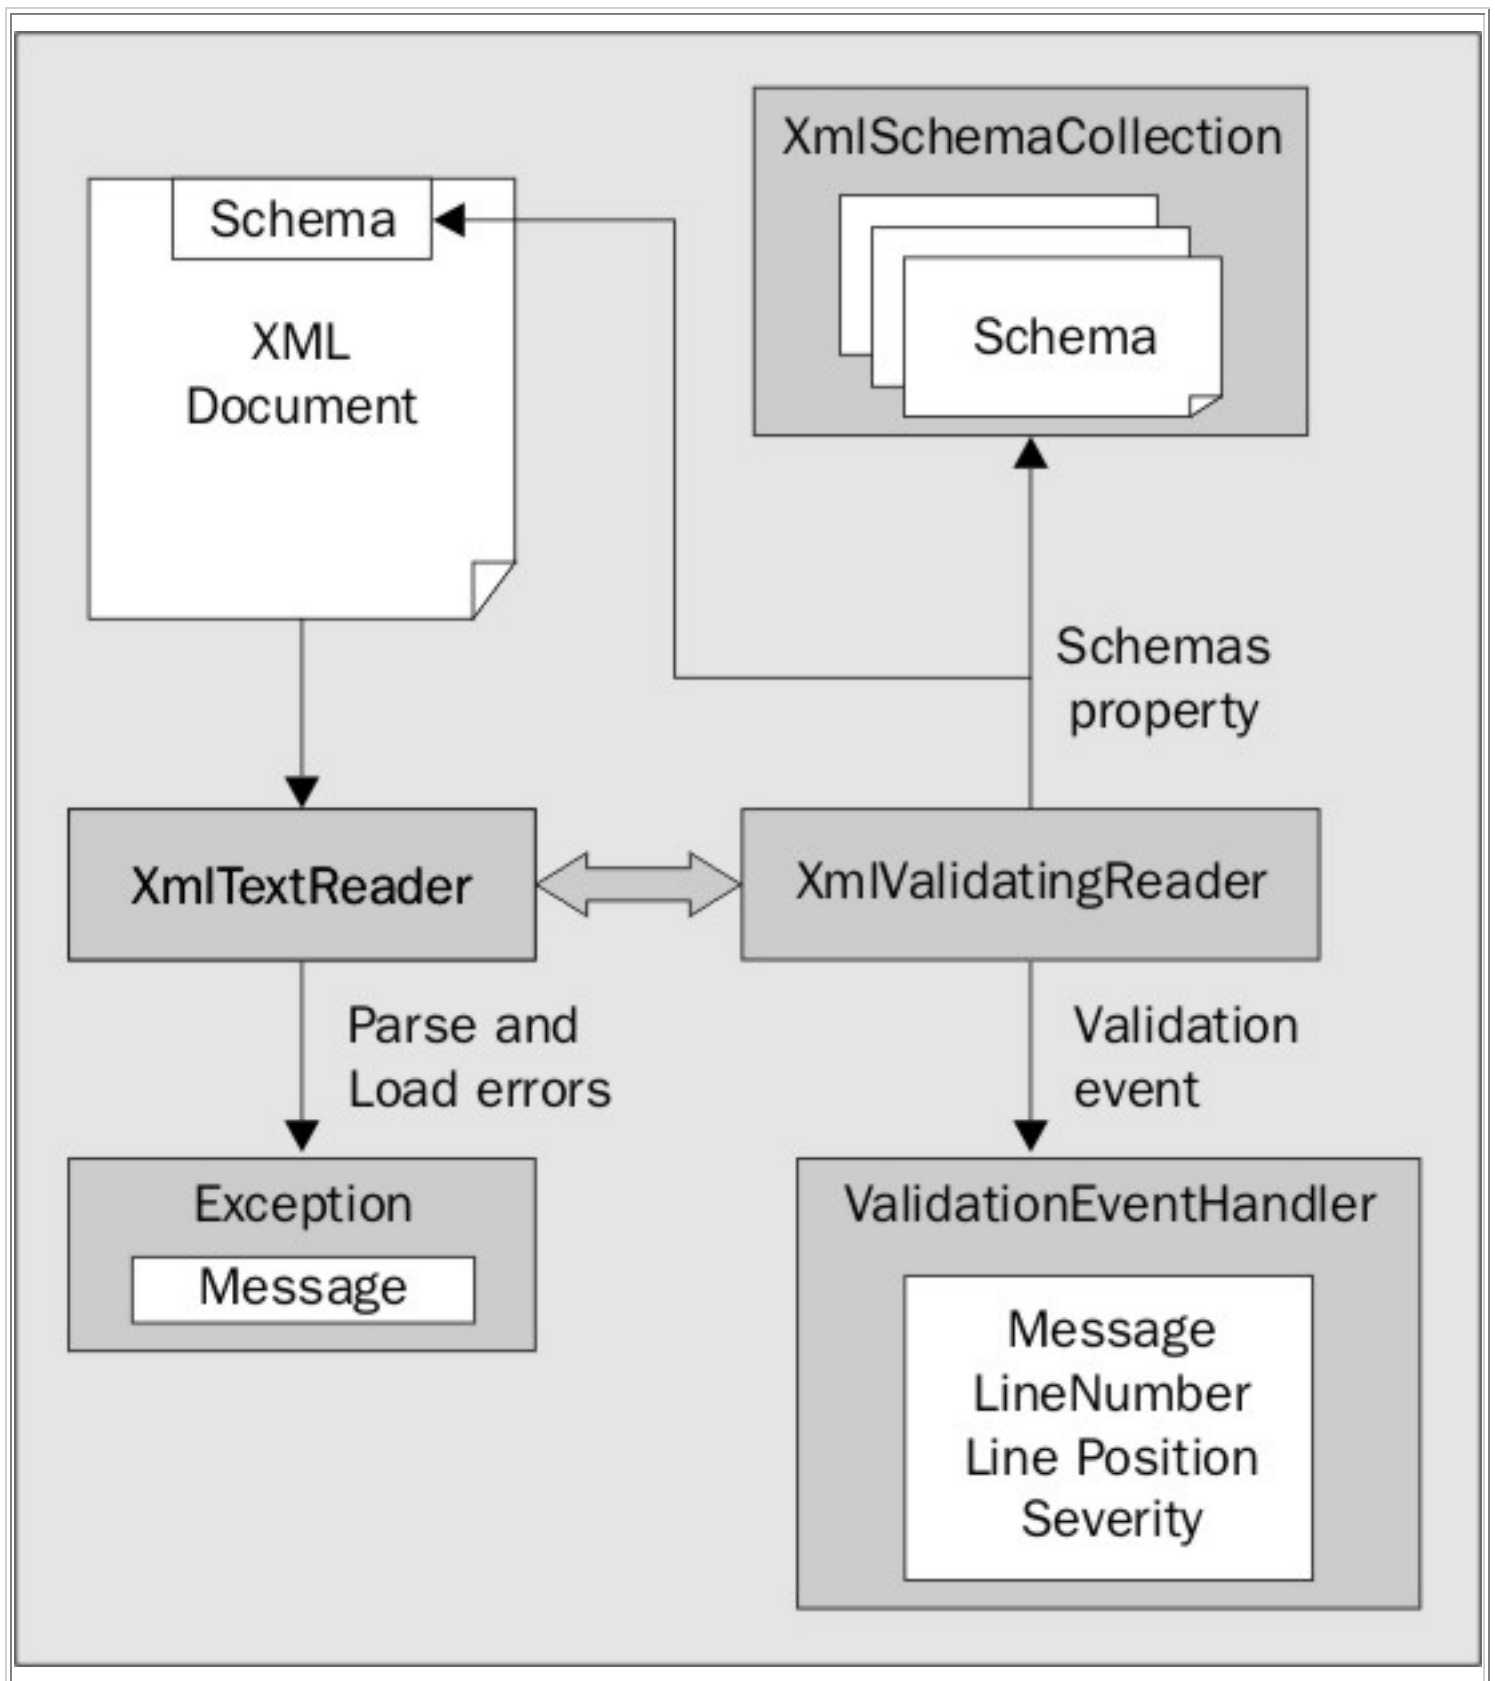 XmlSchemaCollection
Schema
Schema
XML
Document
Schemas
property
XmlTextReader
XmlValidatingReader
Parse and
Load errors
Validation
event
Exception
Message
ValidationEventHandler
Message
LineNumber
Line Position
Severity